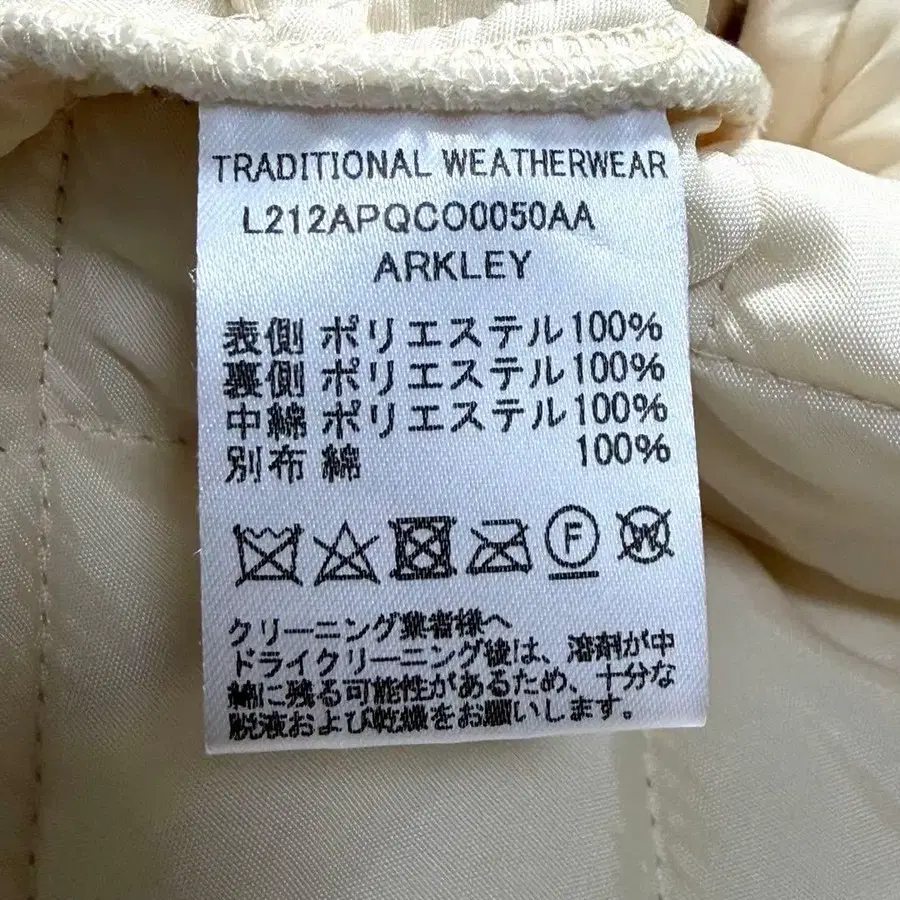 TRADITIONAL WEATHERWEAR
L212APQCO0050AA
ARKLEY
表側 ポリエステル100%
裏側 ポリエステル100%
中綿 ポリエステル100%
別布 綿 100%
F
W
クリーニング業者様へ
ドライクリーニング後は、溶剤が中
綿に残る可能性があるため、十分な
脱液および乾燥をお願いします。